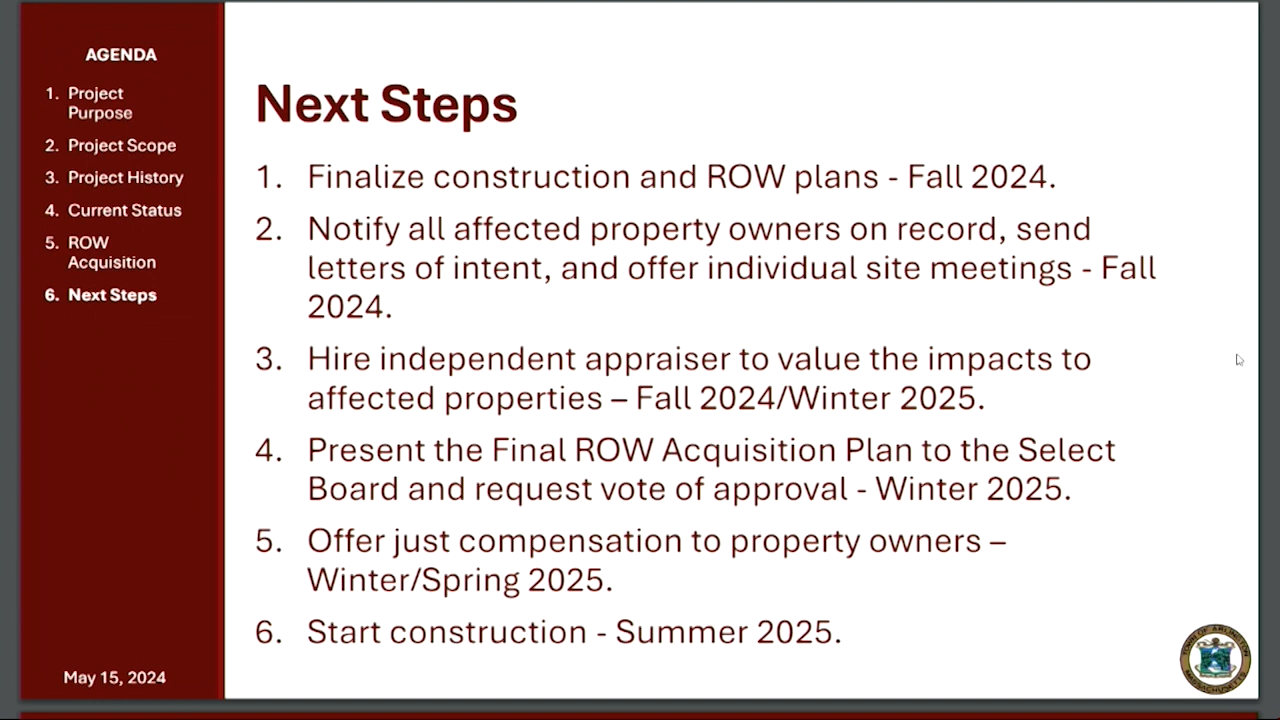 AGENDA
1. Project
Purpose
2. Project Scope
3. Project History
4. Current Status
5. ROW
Acquisition
6. Next Steps
May 15, 2024
Next Steps
1. Finalize construction and ROW plans - Fall 2024.
2. Notify all affected property owners on record, send
letters of intent, and offer individual site meetings - Fall
2024.
3. Hire independent appraiser to value the impacts to
affected properties – Fall 2024/Winter 2025.
4. Present the Final ROW Acquisition Plan to the Select
Board and request vote of approval - Winter 2025.
5. Offer just compensation to property owners –
Winter/Spring 2025.
6. Start construction - Summer 2025.
TOWN OF ARLINGTON
MASSACHUSETTS